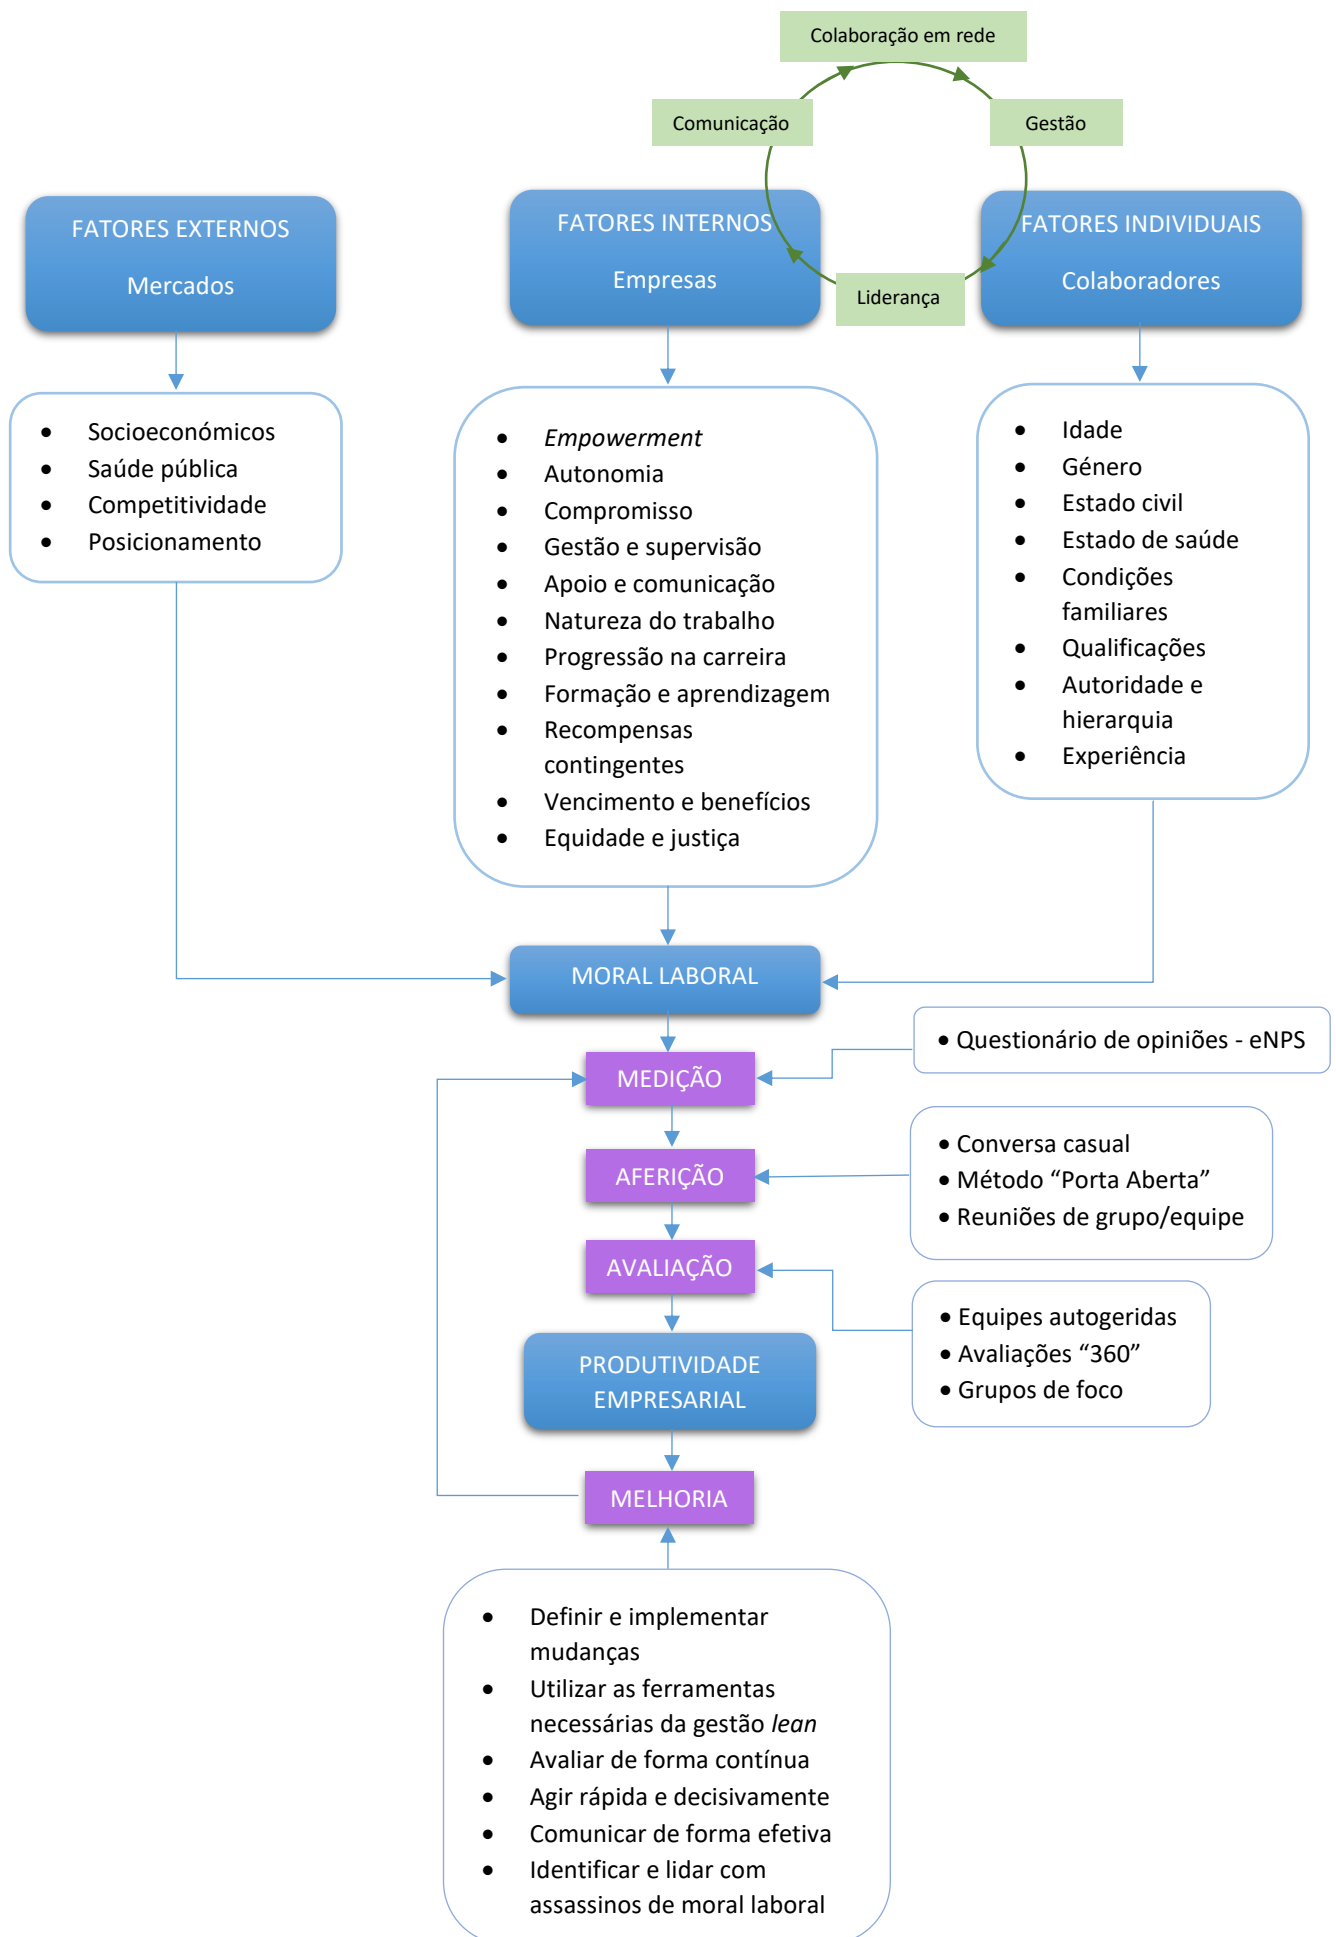 Colaboração em rede
Comunicação
Gestão
Liderança
FATORES EXTERNOS
Mercados
FATORES INTERNOS
Empresas
FATORES INDIVIDUAIS
Colaboradores
• Socioeconómicos
• Saúde pública
• Competitividade
• Posicionamento
• Empowerment
• Autonomia
• Compromisso
• Gestão e supervisão
• Apoio e comunicação
• Natureza do trabalho
• Progressão na carreira
• Formação e aprendizagem
• Recompensas
contingentes
• Vencimento e benefícios
• Equidade e justiça
• Idade
• Género
• Estado civil
• Estado de saúde
• Condições
familiares
• Qualificações
• Autoridade e
hierarquia
• Experiência
MORAL LABORAL
MEDIÇÃO
• Questionário de opiniões - eNPS
AFERIÇÃO
• Conversa casual
• Método “Porta Aberta”
• Reuniões de grupo/equipe
AVALIAÇÃO
• Equipes autogeridas
• Avaliações “360”
• Grupos de foco
PRODUTIVIDADE
EMPRESARIAL
MELHORIA
• Definir e implementar
mudanças
• Utilizar as ferramentas
necessárias da gestão lean
• Avaliar de forma contínua
• Agir rápida e decisivamente
• Comunicar de forma efetiva
• Identificar e lidar com
assassinos de moral laboral